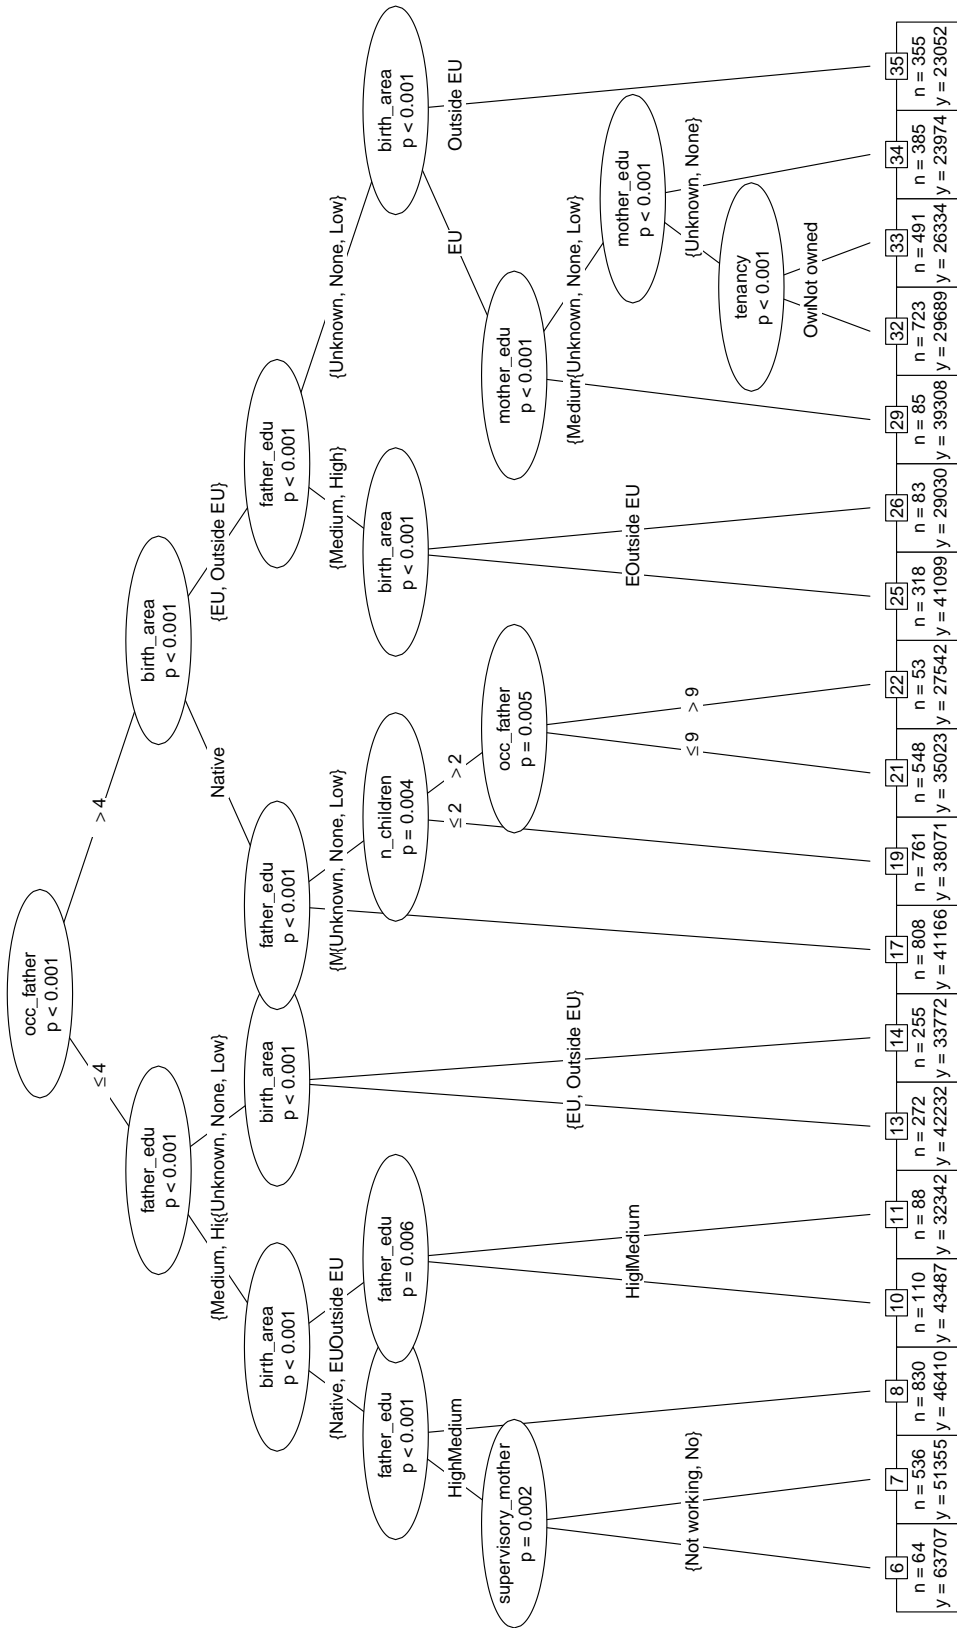 occ_father
p < 0.001
≤ 4
> 4
father_edu
p < 0.001
{Medium, Hi
{Unknown, None, Low}
birth_area
p < 0.001
{Native, EU
Outside EU
father_edu
p < 0.001
High
Medium
supervisory_mother
p = 0.002
{Not working, No}
6
n = 64
y = 63707
7
n = 536
y = 51355
8
n = 830
y = 46410
father_edu
p = 0.006
Higl
Medium
10
n = 110
y = 43487
11
n = 88
y = 32342
birth_area
p < 0.001
{EU, Outside EU}
13
n = 272
y = 42232
14
n = 255
y = 33772
birth_area
p < 0.001
Native
{EU, Outside EU}
father_edu
p < 0.001
{M
{Unknown, None, Low}
17
n = 808
y = 41166
n_children
p = 0.004
≤ 2
> 2
19
n = 761
y = 38071
occ_father
p = 0.005
≤ 9
> 9
21
n = 548
y = 35023
22
n = 53
y = 27542
father_edu
p < 0.001
{Medium, High}
{Unknown, None, Low}
birth_area
p < 0.001
E
Outside EU
25
n = 318
y = 41099
26
n = 83
y = 29030
birth_area
p < 0.001
EU
Outside EU
mother_edu
p < 0.001
{Medium
{Unknown, None, Low}
29
n = 85
y = 39308
mother_edu
p < 0.001
{Unknown, None}
tenancy
p < 0.001
Own
Not owned
32
n = 723
y = 29689
33
n = 491
y = 26334
34
n = 385
y = 23974
35
n = 355
y = 23052